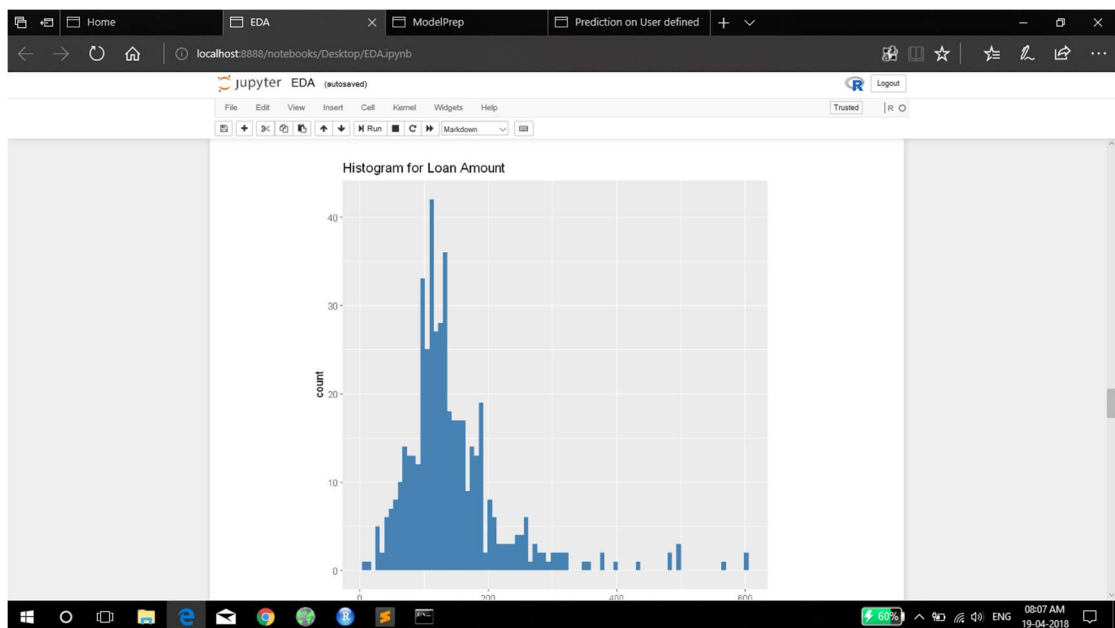 Home
EDA
ModelPrep
Prediction on User defined
localhost:8888/notebooks/Desktop/EDA.ipynb
jupyter EDA (autosaved)
Logout
File Edit View Insert Cell Kernel Widgets Help
Trusted
R
Run
Markdown
Histogram for Loan Amount
40
30
count
20
10
0
0 200 400 600
60%
ENG
08:07 AM
19-04-2018